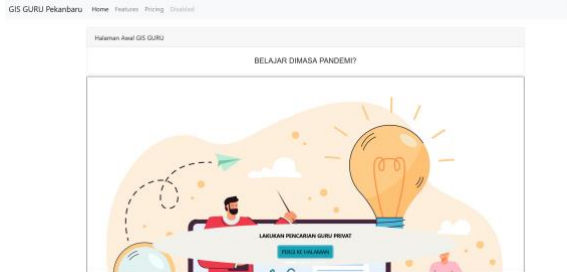 GIS GURU Pekanbaru Home Features Pricing Disabled
Halaman Awal GIS GURU
BELAJAR DIMASA PANDEMI?
LAKUKAN PENCARIAN GURU PRIVAT
PERGI KE HALAMAN